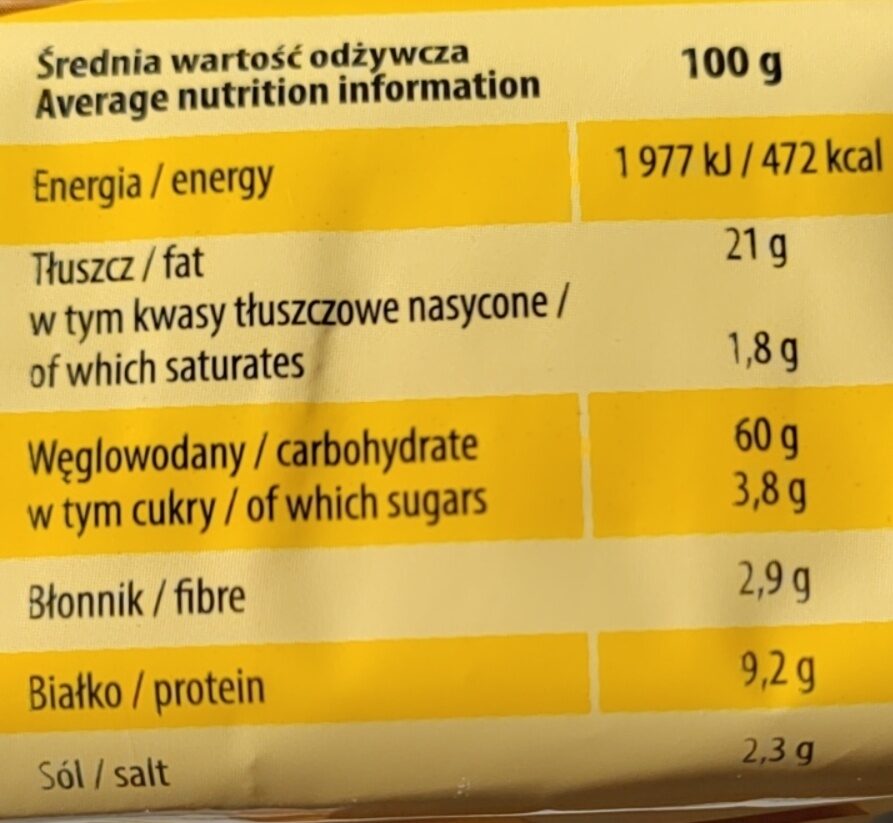 Średnia wartość odżywcza
Average nutrition information 100 g
Energia / energy 1 977 kJ / 472 kcal
Tłuszcz / fat 21 g
w tym kwasy tłuszczowe nasycone /
of which saturates 1,8 g
Węglowodany / carbohydrate 60 g
w tym cukry / of which sugars 3,8 g
Błonnik / fibre 2,9 g
Białko / protein 9,2 g
Sól / salt 2,3 g